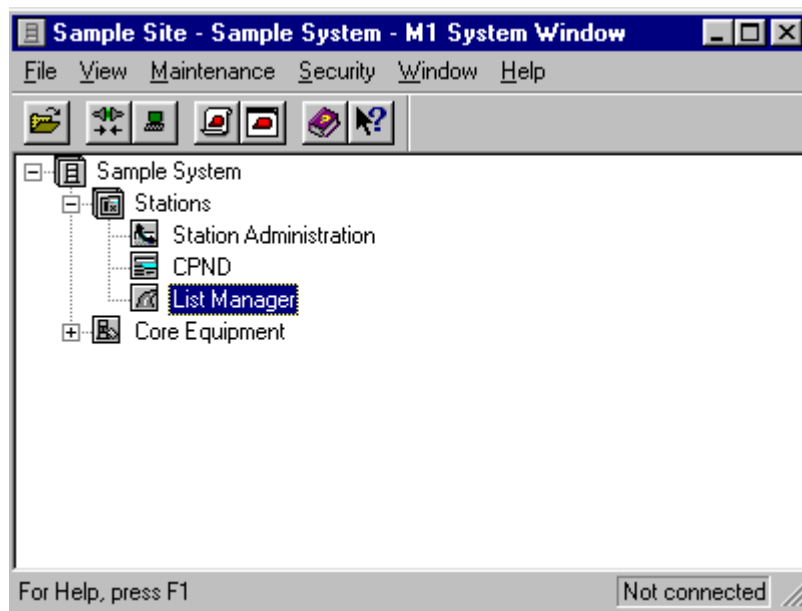 Sample Site - Sample System - M1 System Window
File View Maintenance Security Window Help
Sample System
Stations
Station Administration
CPND
List Manager
Core Equipment
For Help, press F1 Not connected